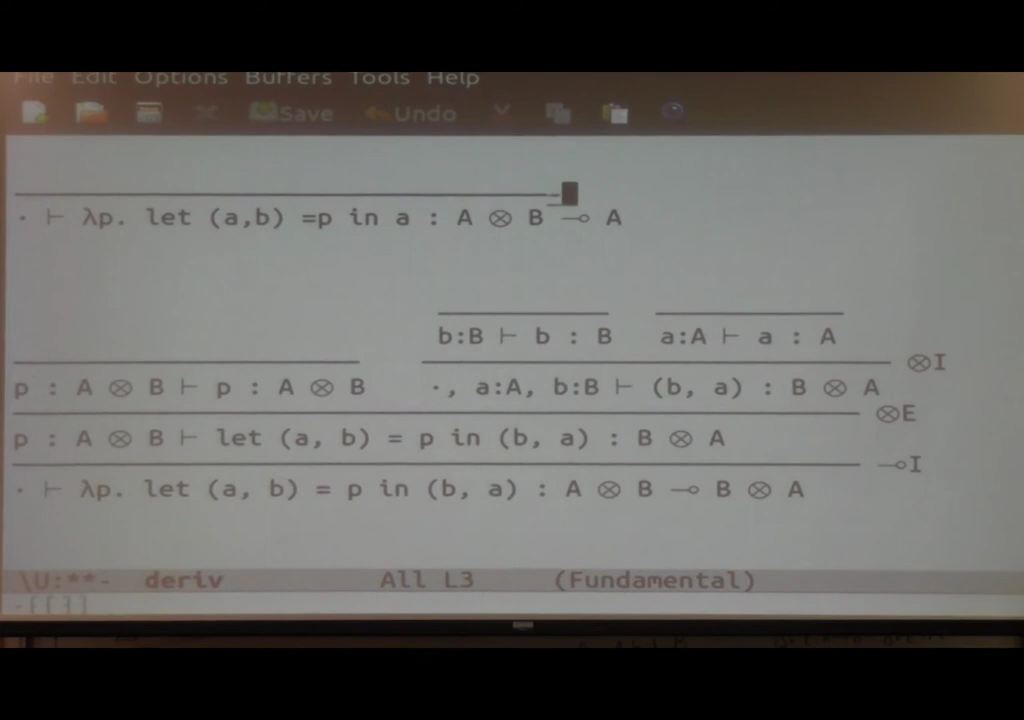 File Edit Options Buffers Tools Help
Save Undo
· ⊢ λp. let (a,b) =p in a : A ⊗ B ⊸ A
b:B ⊢ b : B a:A ⊢ a : A
⊗I
p : A ⊗ B ⊢ p : A ⊗ B ·, a:A, b:B ⊢ (b, a) : B ⊗ A
⊗E
p : A ⊗ B ⊢ let (a, b) = p in (b, a) : B ⊗ A
⊸I
· ⊢ λp. let (a, b) = p in (b, a) : A ⊗ B ⊸ B ⊗ A
\U:**- deriv All L3 (Fundamental)